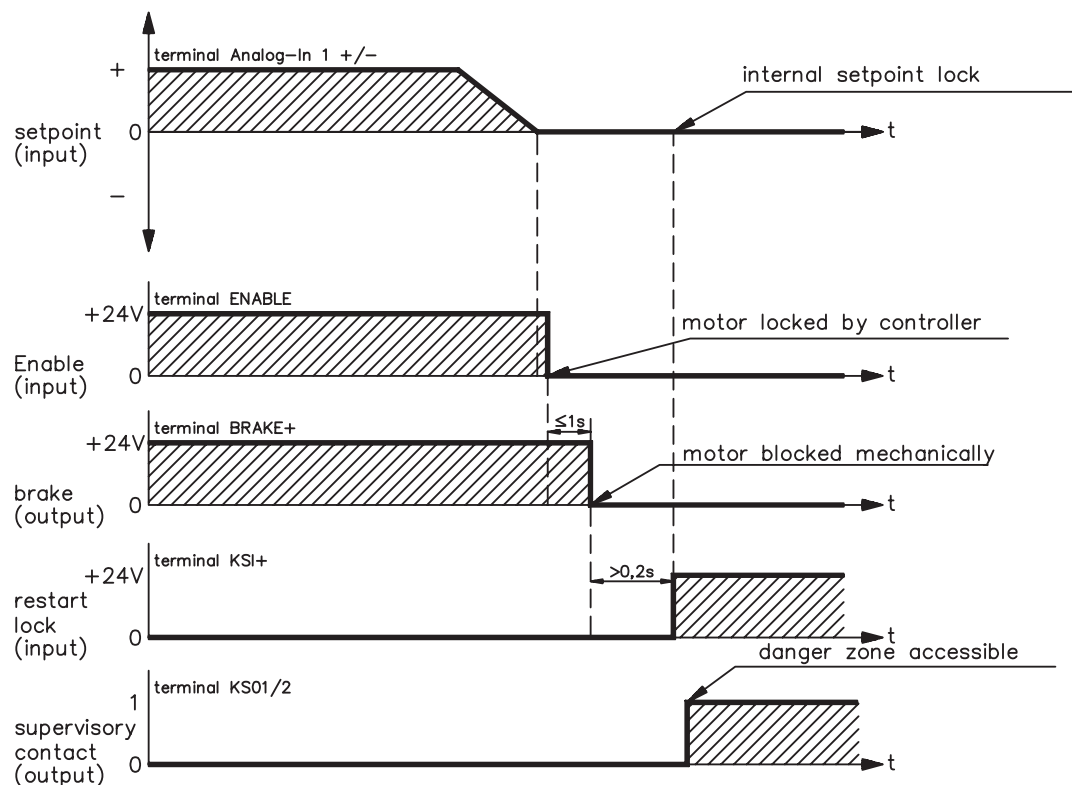 terminal Analog-In 1 +/-
+
internal setpoint lock
setpoint
(input)
0
t
-
terminal ENABLE
+24V
motor locked by controller
Enable
(input)
0
t
terminal BRAKE+
≤1s
+24V
motor blocked mechanically
brake
(output)
0
t
terminal KSI+
+24V
>0,2s
restart
lock
(input)
0
t
danger zone accessible
terminal KSO1/2
1
supervisory
contact
(output)
0
t